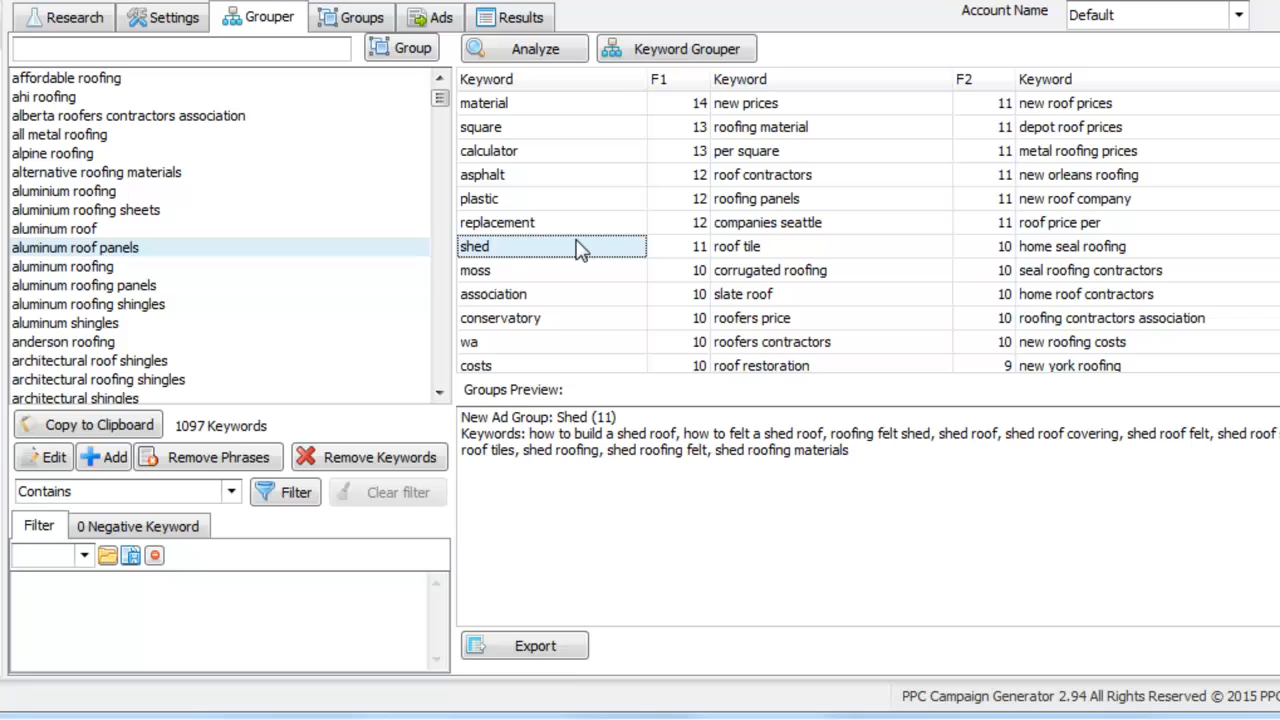 Research Settings Grouper Groups Ads Results Account Name Default
Group Analyze Keyword Grouper
affordable roofing
ahi roofing
alberta roofers contractors association
all metal roofing
alpine roofing
alternative roofing materials
aluminium roofing
aluminium roofing sheets
aluminum roof
aluminum roof panels
aluminum roofing
aluminum roofing panels
aluminum roofing shingles
aluminum shingles
anderson roofing
architectural roof shingles
architectural roofing shingles
architectural shingles
Keyword F1 Keyword F2 Keyword
material 14 new prices 11 new roof prices
square 13 roofing material 11 depot roof prices
calculator 13 per square 11 metal roofing prices
asphalt 12 roof contractors 11 new orleans roofing
plastic 12 roofing panels 11 new roof company
replacement 12 companies seattle 11 roof price per
shed 11 roof tile 10 home seal roofing
moss 10 corrugated roofing 10 seal roofing contractors
association 10 slate roof 10 home roof contractors
conservatory 10 roofers price 10 roofing contractors association
wa 10 roofers contractors 10 new roofing costs
costs 10 roof restoration 9 new york roofing
Groups Preview:
New Ad Group: Shed (11)
Keywords: how to build a shed roof, how to felt a shed roof, roofing felt shed, shed roof, shed roof covering, shed roof felt, shed roof
roof tiles, shed roofing, shed roofing felt, shed roofing materials
Copy to Clipboard 1097 Keywords
Edit Add Remove Phrases Remove Keywords
Contains Filter Clear filter
Filter 0 Negative Keyword
Export
PPC Campaign Generator 2.94 All Rights Reserved © 2015 PPC